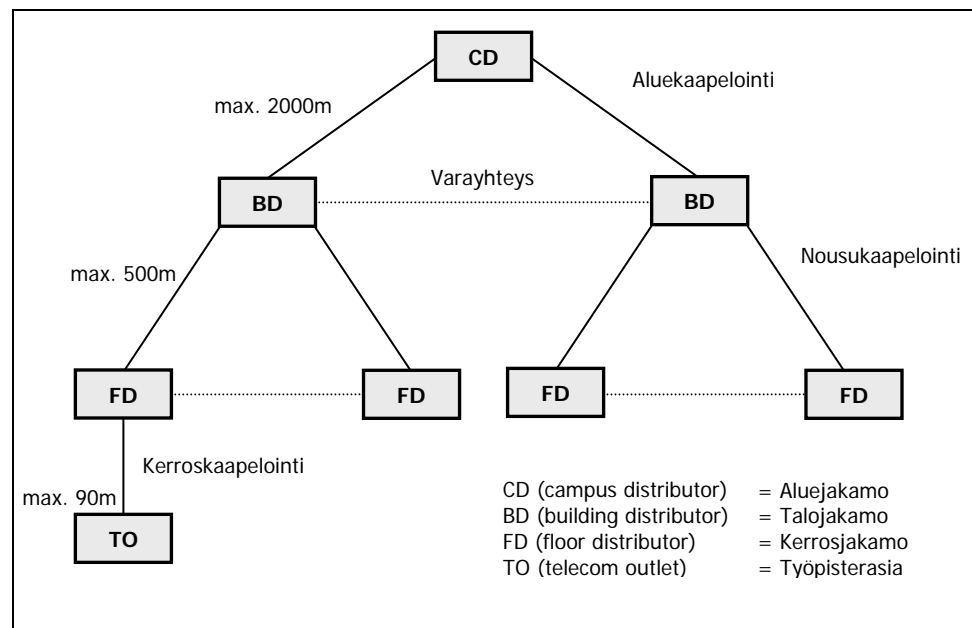 CD
Aluekaapelointi
max. 2000m
Varayhteys
BD
BD
Nousukaapelointi
max. 500m
FD
FD
FD
FD
Kerroskaapelointi
max. 90m
TO
CD (campus distributor) = Aluejakamo
BD (building distributor) = Talojakamo
FD (floor distributor) = Kerrosjakamo
TO (telecom outlet) = Työpisterasia